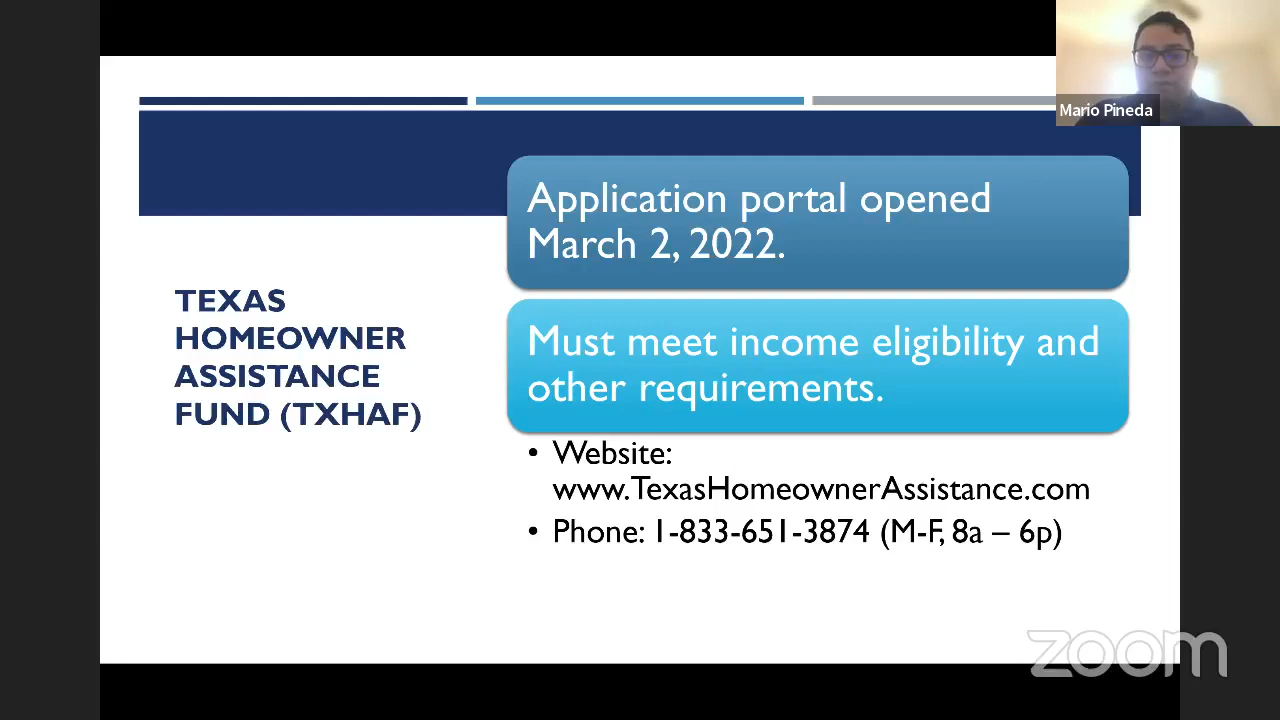 Mario Pineda
TEXAS
HOMEOWNER
ASSISTANCE
FUND (TXHAF)
Application portal opened
March 2, 2022.
Must meet income eligibility and
other requirements.
• Website:
www.TexasHomeownerAssistance.com
• Phone: 1-833-651-3874 (M-F, 8a – 6p)
zoom